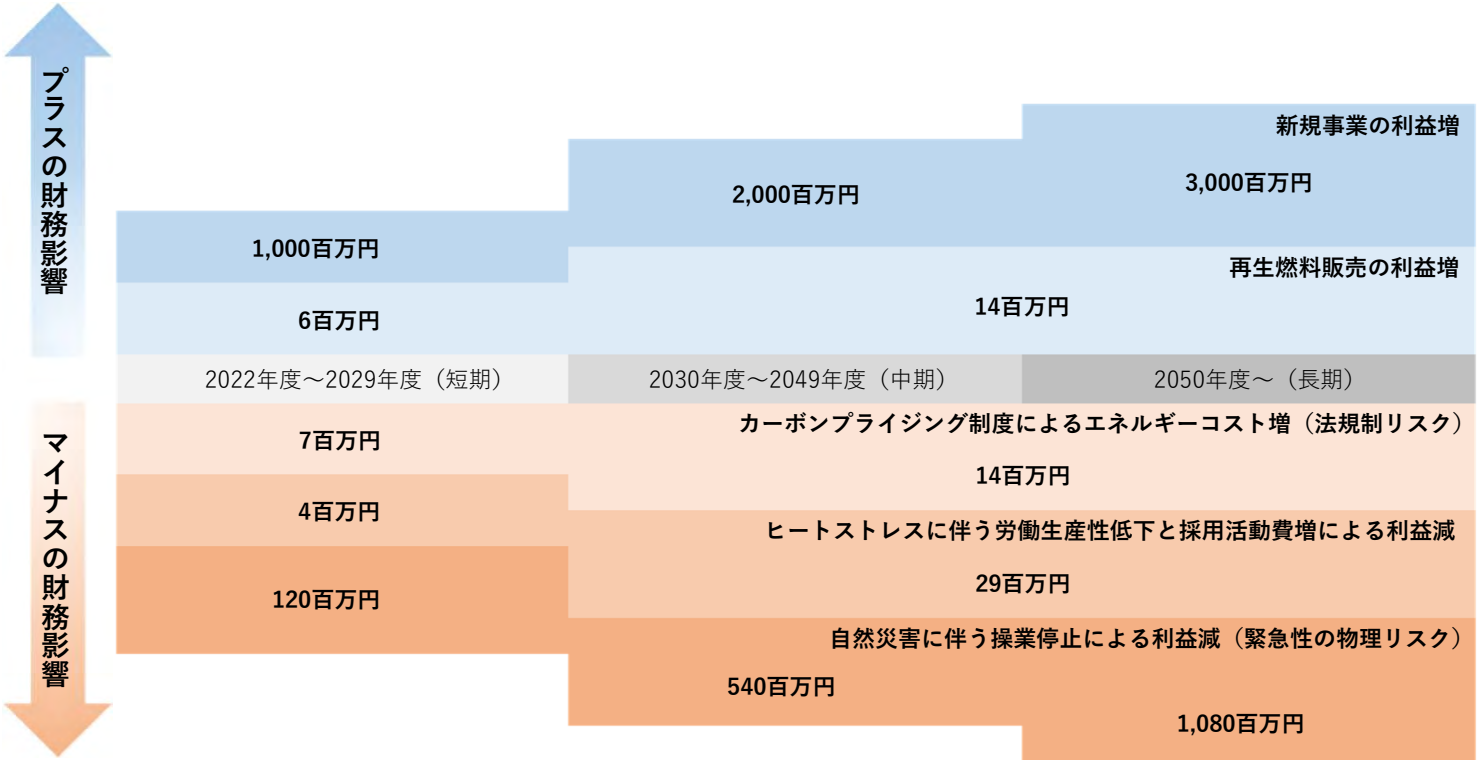 プラスの財務影響
新規事業の利益増
1,000百万円
2,000百万円
3,000百万円
再生燃料販売の利益増
6百万円
14百万円
2022年度～2029年度（短期）
2030年度～2049年度（中期）
2050年度～（長期）
マイナスの財務影響
カーボンプライジング制度によるエネルギーコスト増（法規制リスク）
7百万円
14百万円
ヒートストレスに伴う労働生産性低下と採用活動費増による利益減
4百万円
29百万円
自然災害に伴う操業停止による利益減（緊急性の物理リスク）
120百万円
540百万円
1,080百万円